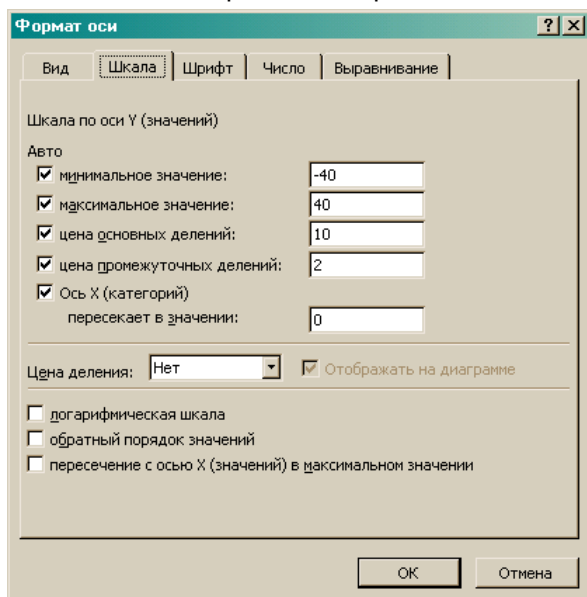 Формат оси
Вид Шкала Шрифт Число Выравнивание
Шкала по оси Y (значений)
Авто
минимальное значение: -40
максимальное значение: 40
цена основных делений: 10
цена промежуточных делений: 2
Ось X (категорий)
пересекает в значении: 0
Цена деления: Нет Отображать на диаграмме
логарифмическая шкала
обратный порядок значений
пересечение с осью X (значений) в максимальном значении
ОК Отмена